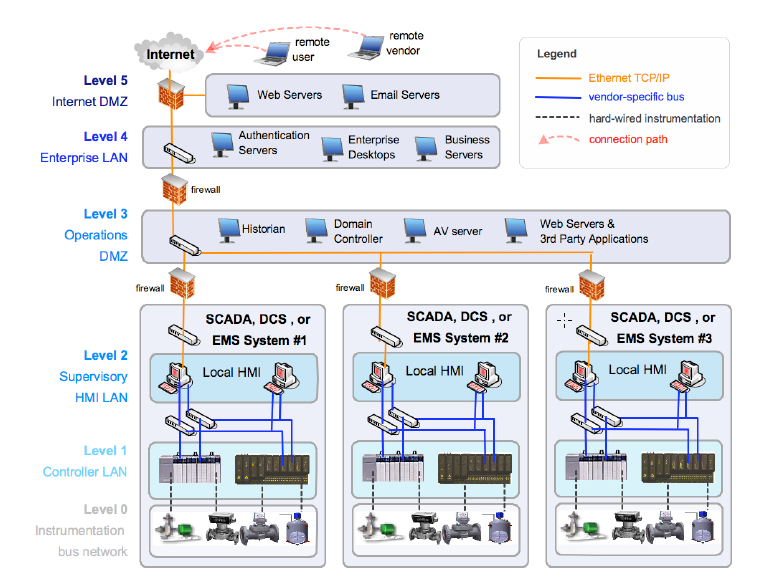 remote
user
remote
vendor
Internet
Legend
Ethernet TCP/IP
vendor-specific bus
hard-wired instrumentation
connection path
Level 5
Internet DMZ
Web Servers
Email Servers
Level 4
Enterprise LAN
Authentication
Servers
Enterprise
Desktops
Business
Servers
firewall
Level 3
Operations
DMZ
Historian
Domain
Controller
AV server
Web Servers &
3rd Party Applications
firewall
firewall
firewall
SCADA, DCS , or
EMS System #1
SCADA, DCS , or
EMS System #2
SCADA, DCS , or
EMS System #3
Level 2
Supervisory
HMI LAN
Local HMI
Local HMI
Local HMI
Level 1
Controller LAN
Level 0
Instrumentation
bus network